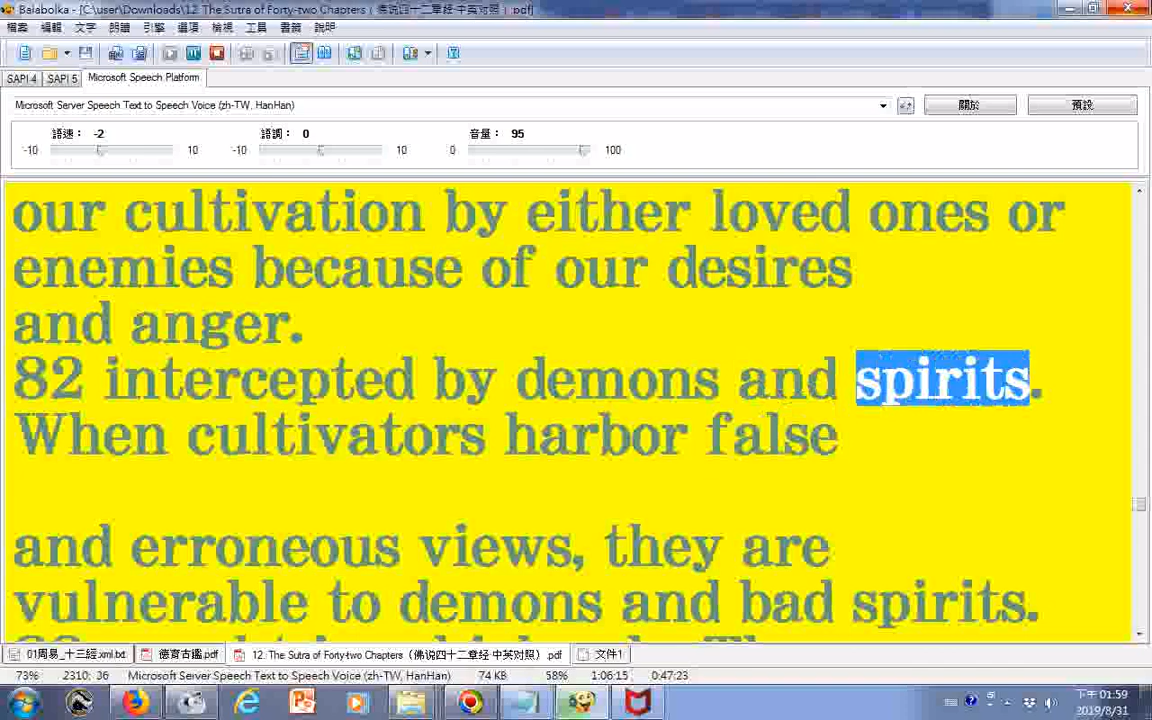 Balabolka - [C:\user\Downloads\12. The Sutra of Forty-two Chapters (佛说四十二章经-中英对照).pdf]
檔案 編輯 文字 朗讀 引擎 選項 檢視 工具 書籤 說明
SAPI 4 SAPI 5 Microsoft Speech Platform
Microsoft Server Speech Text to Speech Voice (zh-TW, HanHan) 關於 預設
語速： -2 語調： 0 音量： 95
-10 10 -10 10 0 100
our cultivation by either loved ones or
enemies because of our desires
and anger.
82 intercepted by demons and spirits.
When cultivators harbor false
and erroneous views, they are
vulnerable to demons and bad spirits.
01周易_十三經.xml.txt 德育古鑑.pdf 12. The Sutra of Forty-two Chapters (佛说四十二章经-中英对照) .pdf 文件1
73% 2310; 36 Microsoft Server Speech Text to Speech Voice (zh-TW, HanHan) 74 KB 58% 1:06:15 0:47:23
下午 01:59
2019/8/31